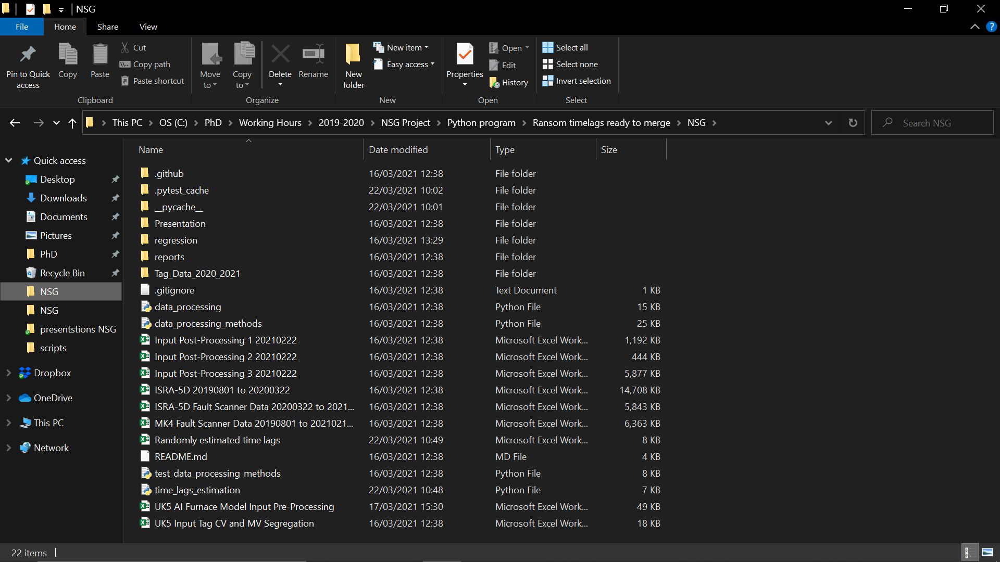 NSG
File Home Share View
Pin to Quick access
Copy
Paste
Cut
Copy path
Paste shortcut
Clipboard
Move to
Copy to
Delete
Rename
Organize
New folder
New item
Easy access
New
Properties
Open
Edit
History
Open
Select all
Select none
Invert selection
Select
This PC > OS (C:) > PhD > Working Hours > 2019-2020 > NSG Project > Python program > Ransom timelags ready to merge > NSG >
Search NSG
Quick access
Desktop
Downloads
Documents
Pictures
PhD
Recycle Bin
NSG
NSG
presentstions NSG
scripts
Dropbox
OneDrive
This PC
Network
Name Date modified Type Size
.github 16/03/2021 12:38 File folder
.pytest_cache 22/03/2021 10:02 File folder
__pycache__ 22/03/2021 10:01 File folder
Presentation 16/03/2021 12:38 File folder
regression 16/03/2021 13:29 File folder
reports 16/03/2021 12:38 File folder
Tag_Data_2020_2021 16/03/2021 12:38 File folder
.gitignore 16/03/2021 12:38 Text Document 1 KB
data_processing 16/03/2021 12:38 Python File 15 KB
data_processing_methods 16/03/2021 12:38 Python File 25 KB
Input Post-Processing 1 20210222 16/03/2021 12:38 Microsoft Excel Work... 1,192 KB
Input Post-Processing 2 20210222 16/03/2021 12:38 Microsoft Excel Work... 444 KB
Input Post-Processing 3 20210222 16/03/2021 12:38 Microsoft Excel Work... 5,877 KB
ISRA-5D 20190801 to 20200322 16/03/2021 12:38 Microsoft Excel Work... 14,708 KB
ISRA-5D Fault Scanner Data 20200322 to 2021... 16/03/2021 12:38 Microsoft Excel Work... 5,843 KB
MK4 Fault Scanner Data 20190801 to 2021021... 16/03/2021 12:38 Microsoft Excel Work... 6,363 KB
Randomly estimated time lags 22/03/2021 10:49 Microsoft Excel Work... 8 KB
README.md 16/03/2021 12:38 MD File 4 KB
test_data_processing_methods 16/03/2021 12:38 Python File 8 KB
time_lags_estimation 22/03/2021 10:48 Python File 7 KB
UK5 AI Furnace Model Input Pre-Processing 17/03/2021 15:30 Microsoft Excel Work... 49 KB
UK5 Input Tag CV and MV Segregation 16/03/2021 12:38 Microsoft Excel Work... 18 KB
22 items